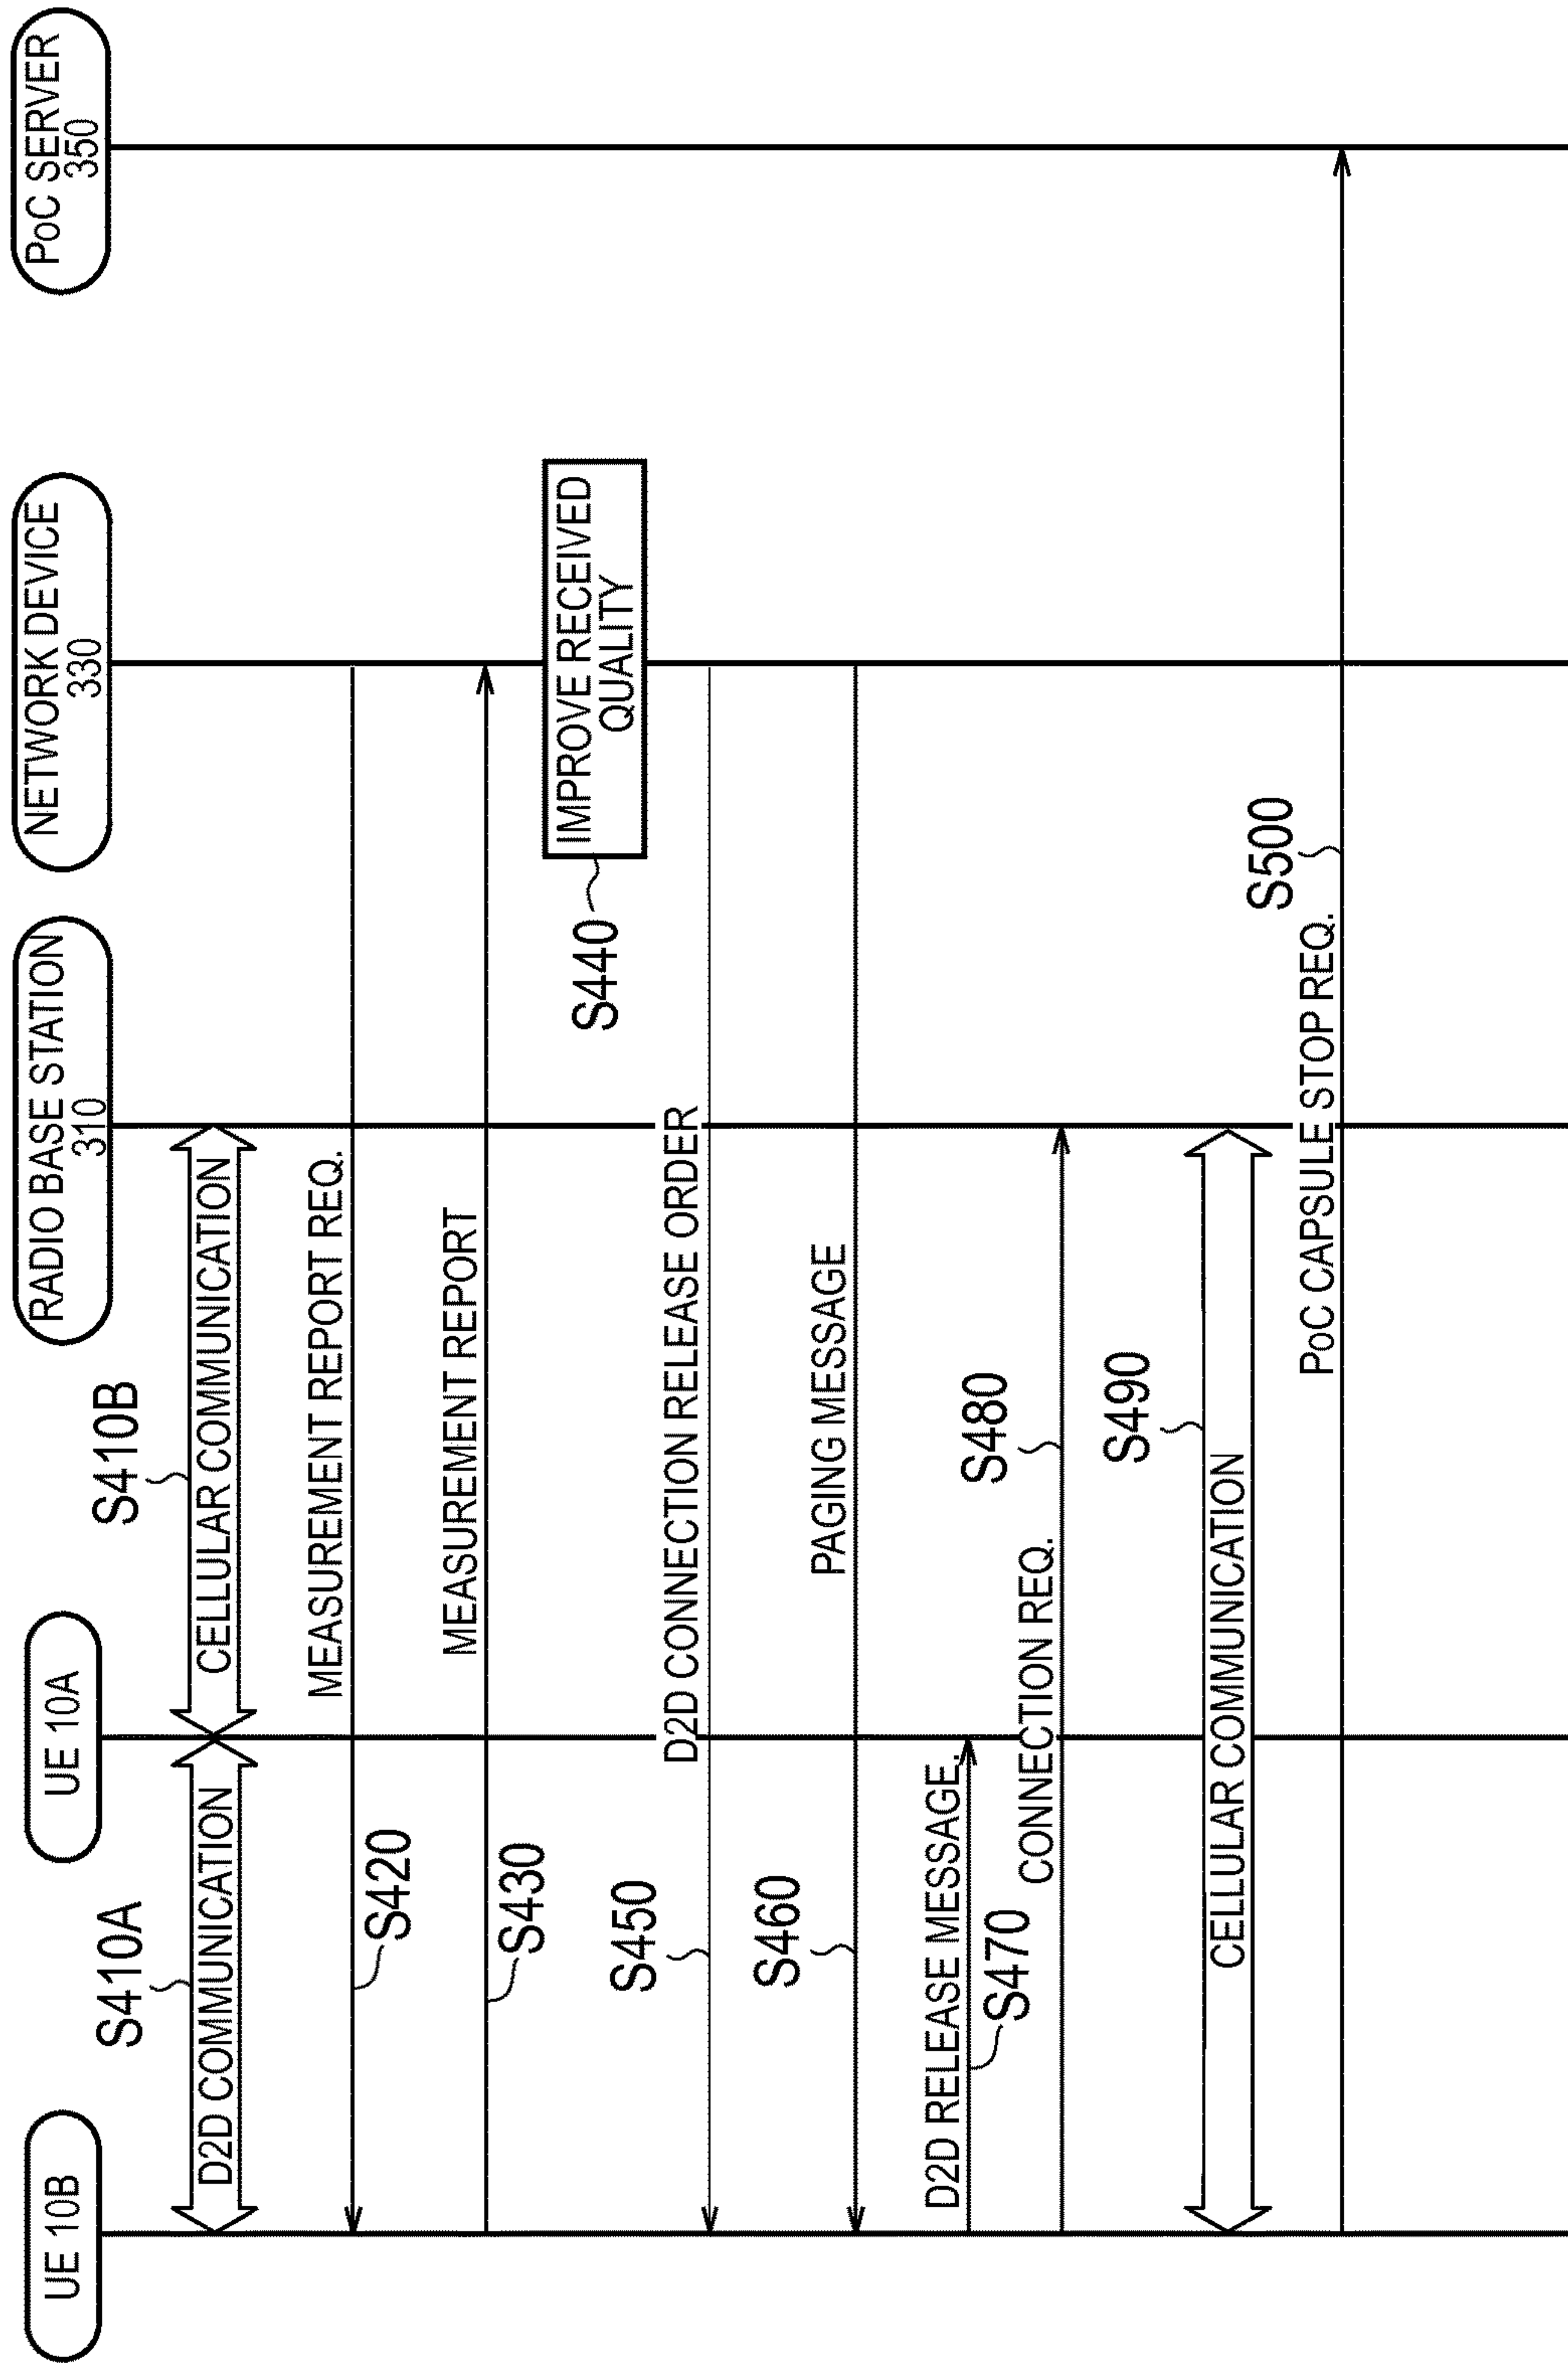 UE 10B
UE 10A
RADIO BASE STATION
310
NETWORK DEVICE
330
PoC SERVER
350
S410A
S410B
D2D COMMUNICATION
CELLULAR COMMUNICATION
MEASUREMENT REPORT REQ.
S420
MEASUREMENT REPORT
S430
S440
IMPROVE RECEIVED
QUALITY
S450
D2D CONNECTION RELEASE ORDER
S460
PAGING MESSAGE
D2D RELEASE MESSAGE.
S470
S480
CONNECTION REQ.
S490
CELLULAR COMMUNICATION
S500
PoC CAPSULE STOP REQ.